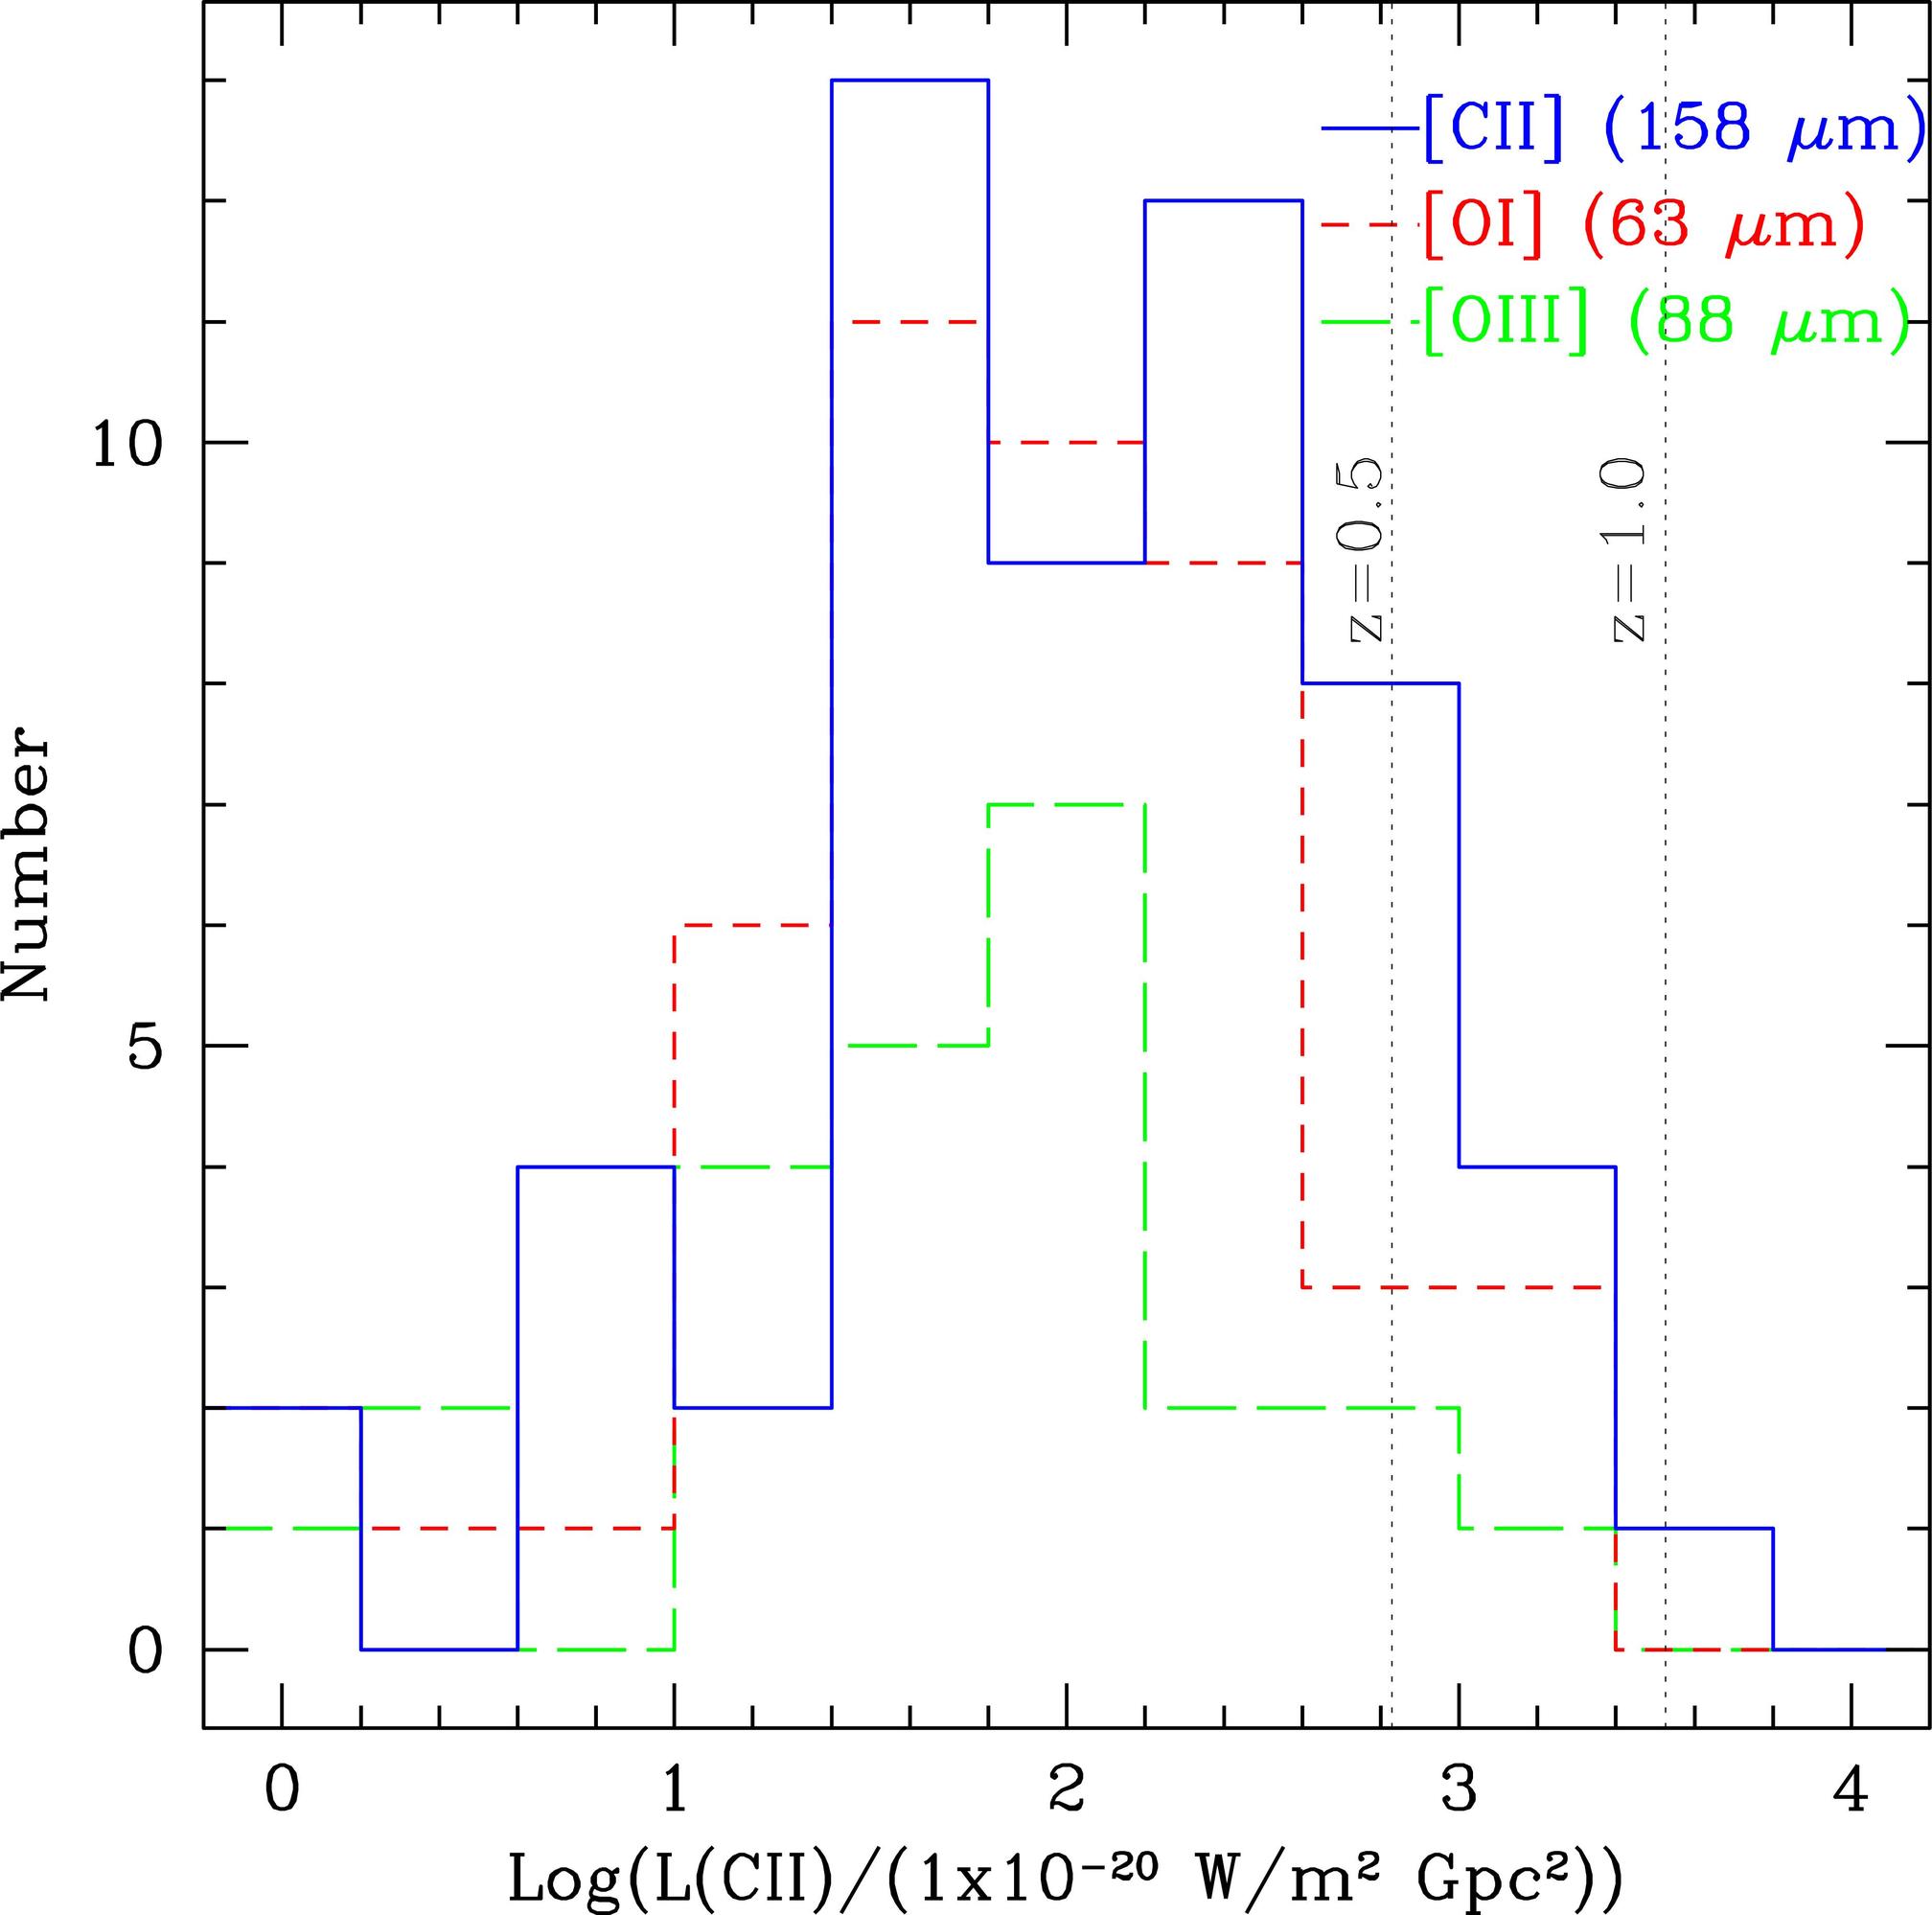 [CII] (158 μm)
[OI] (63 μm)
[OIII] (88 μm)
10
z=0.5
z=1.0
Number
5
0
0 1 2 3 4
Log(L(CII)/(1x10⁻²⁰ W/m² Gpc²))